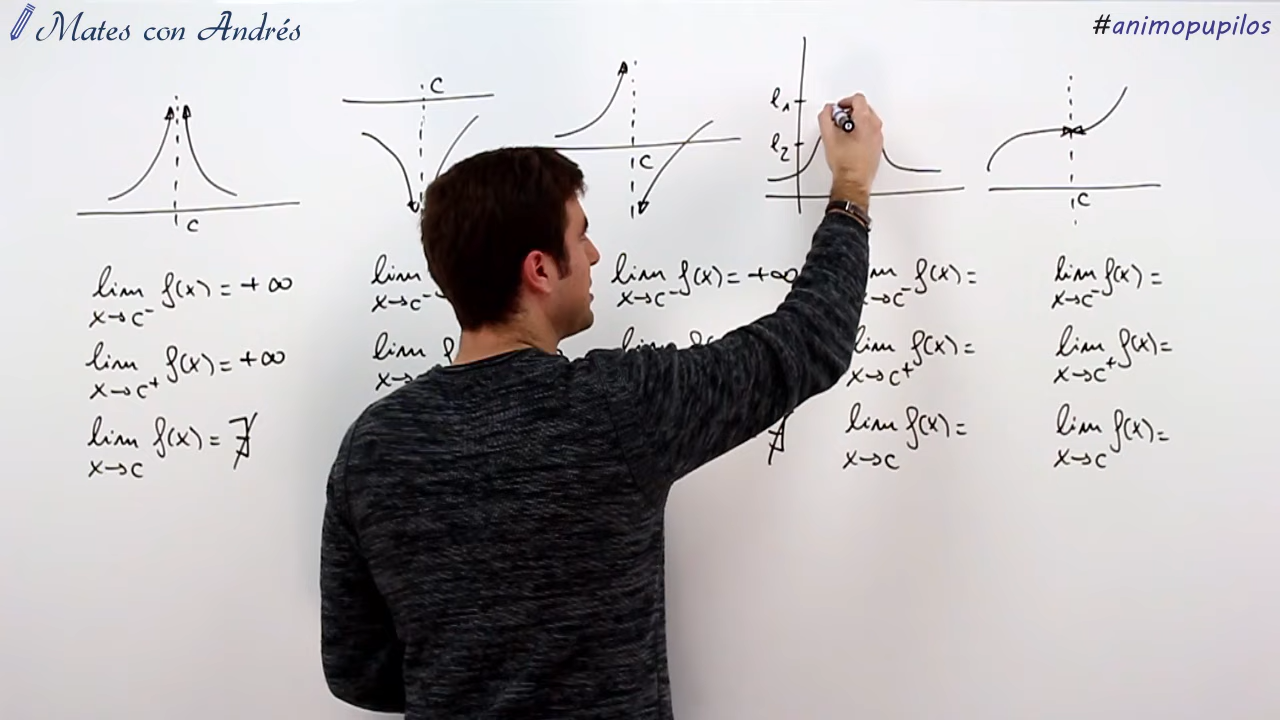 Mates con Andrés
#animopupilos
c
c
c
l₁
l₂
c
lim f(x) = +∞
x→c⁻
lim
x→c⁻
lim f(x) = +∞
x→c⁻
f(x) =
c⁻
lim f(x) =
x→c⁻
lim f(x) = +∞
x→c⁺
lim
lim f(x) =
x→c⁺
lim f(x) =
x→c⁺
lim f(x) = ∄
x→c
∄
lim f(x) =
x→c
lim f(x) =
x→c